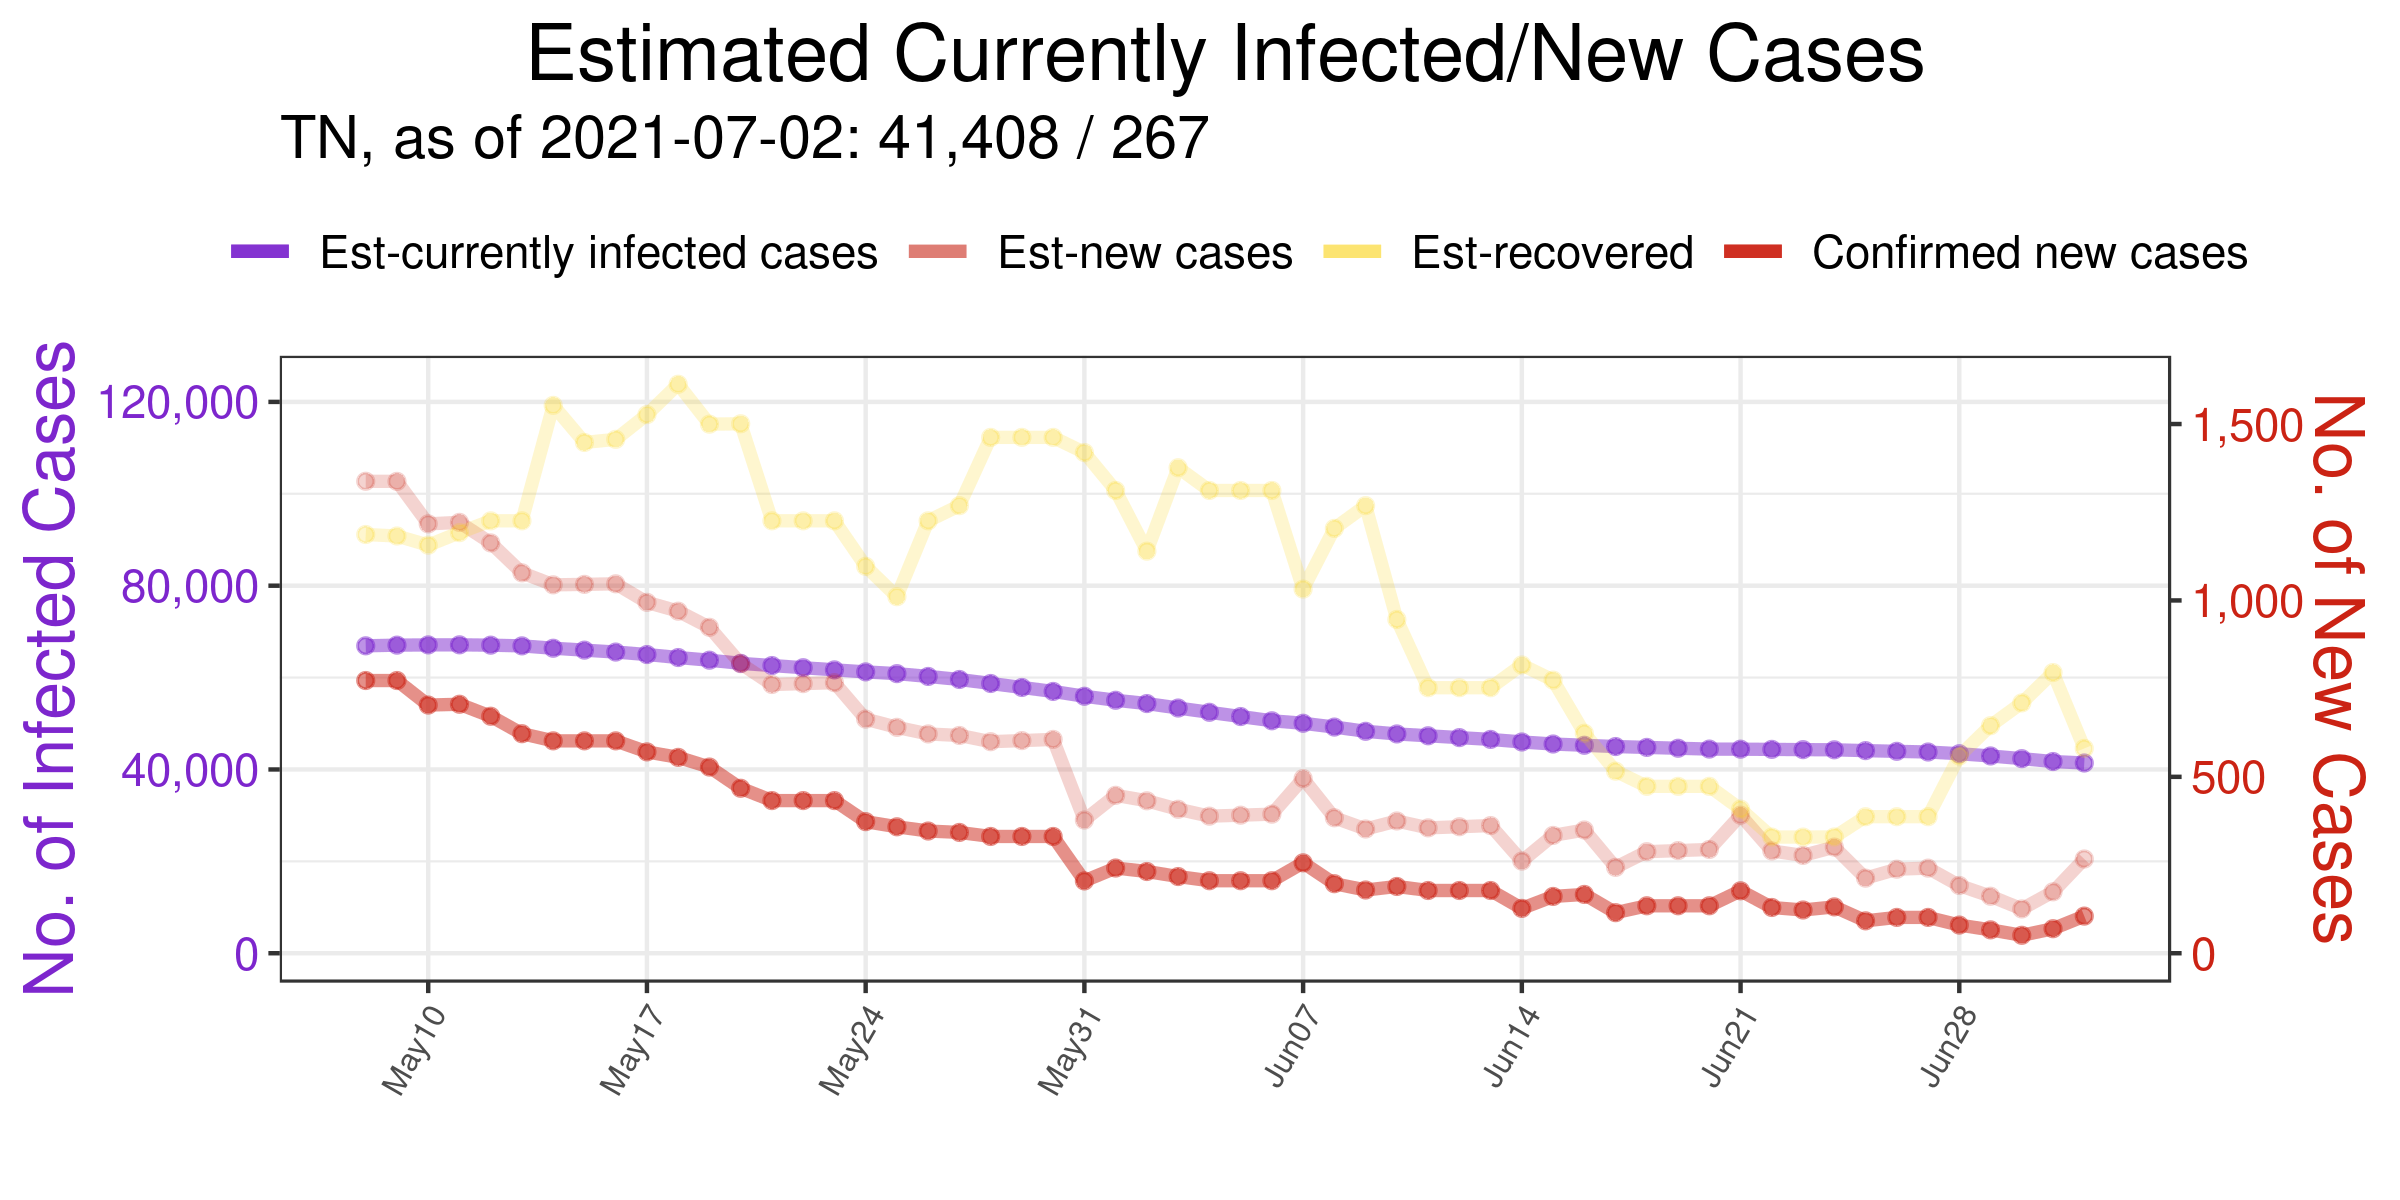 Estimated Currently Infected/New Cases
TN, as of 2021-07-02: 41,408 / 267
Est-currently infected cases Est-new cases Est-recovered Confirmed new cases
No. of Infected Cases
120,000
80,000
40,000
0
1,500
1,000
500
0
No. of New Cases
May10 May17 May24 May31 Jun07 Jun14 Jun21 Jun28